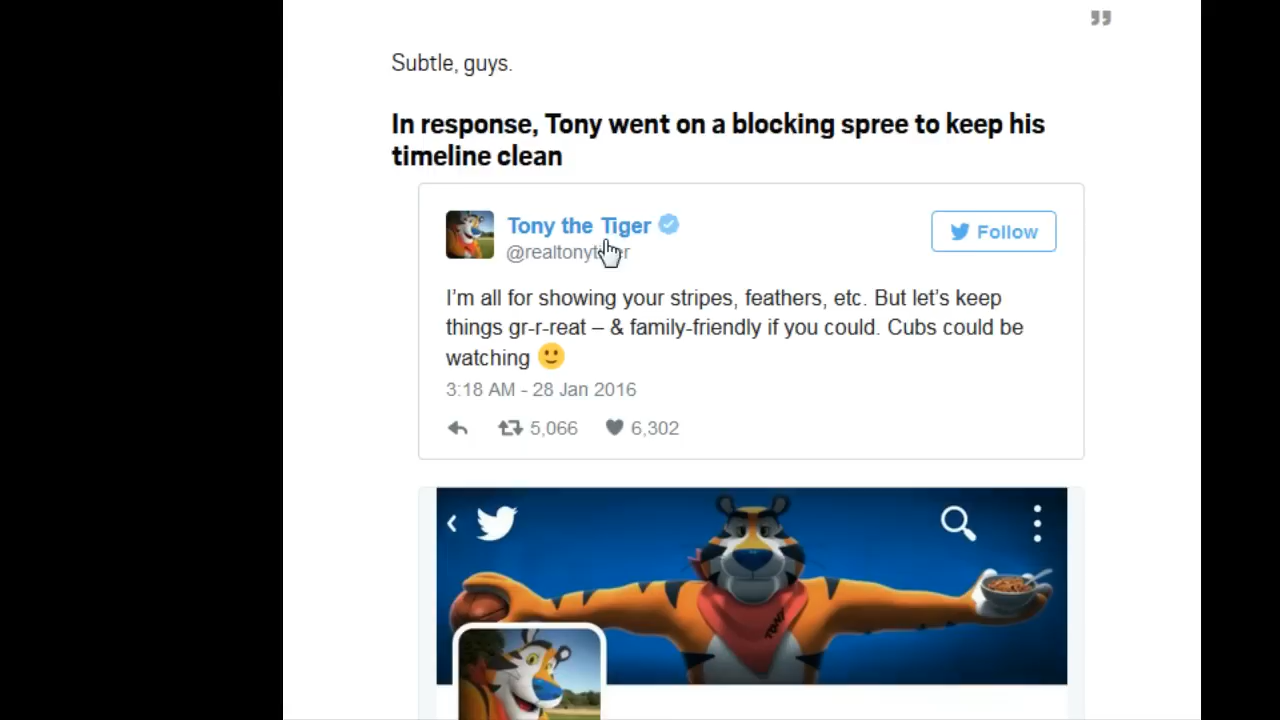 ”
Subtle, guys.
In response, Tony went on a blocking spree to keep his
timeline clean
Tony the Tiger
Follow
I’m all for showing your stripes, feathers, etc. But let’s keep
things gr-r-reat – & family-friendly if you could. Cubs could be
watching 🙂
3:18 AM - 28 Jan 2016
5,066 6,302
TONY